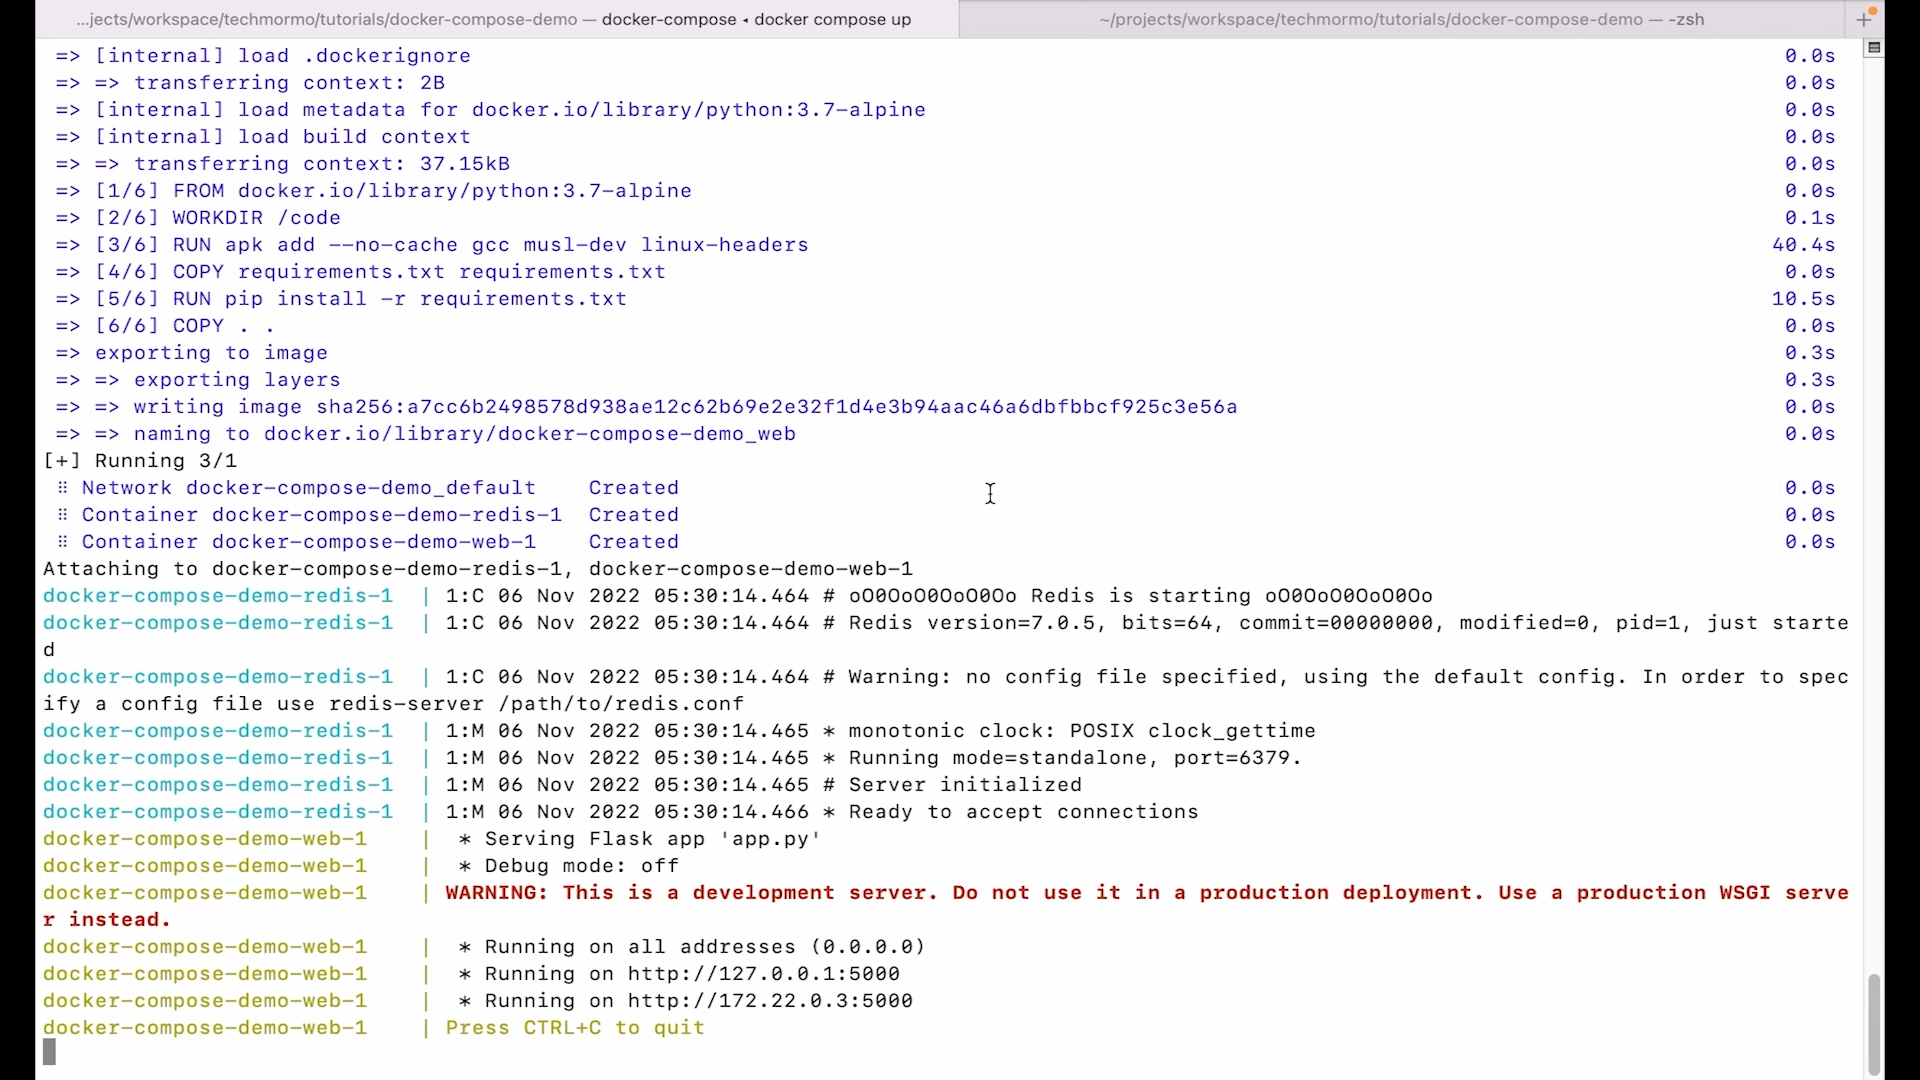 ...jects/workspace/techmormo/tutorials/docker-compose-demo — docker-compose ◂ docker compose up
~/projects/workspace/techmormo/tutorials/docker-compose-demo — -zsh
=> [internal] load .dockerignore 0.0s
=> => transferring context: 2B 0.0s
=> [internal] load metadata for docker.io/library/python:3.7-alpine 0.0s
=> [internal] load build context 0.0s
=> => transferring context: 37.15kB 0.0s
=> [1/6] FROM docker.io/library/python:3.7-alpine 0.0s
=> [2/6] WORKDIR /code 0.1s
=> [3/6] RUN apk add --no-cache gcc musl-dev linux-headers 40.4s
=> [4/6] COPY requirements.txt requirements.txt 0.0s
=> [5/6] RUN pip install -r requirements.txt 10.5s
=> [6/6] COPY . . 0.0s
=> exporting to image 0.3s
=> => exporting layers 0.3s
=> => writing image sha256:a7cc6b2498578d938ae12c62b69e2e32f1d4e3b94aac46a6dbfbbcf925c3e56a 0.0s
=> => naming to docker.io/library/docker-compose-demo_web 0.0s
[+] Running 3/1
⠿ Network docker-compose-demo_default Created 0.0s
⠿ Container docker-compose-demo-redis-1 Created 0.0s
⠿ Container docker-compose-demo-web-1 Created 0.0s
Attaching to docker-compose-demo-redis-1, docker-compose-demo-web-1
docker-compose-demo-redis-1 | 1:C 06 Nov 2022 05:30:14.464 # oO0OoO0OoO0Oo Redis is starting oO0OoO0OoO0Oo
docker-compose-demo-redis-1 | 1:C 06 Nov 2022 05:30:14.464 # Redis version=7.0.5, bits=64, commit=00000000, modified=0, pid=1, just starte
d
docker-compose-demo-redis-1 | 1:C 06 Nov 2022 05:30:14.464 # Warning: no config file specified, using the default config. In order to spec
ify a config file use redis-server /path/to/redis.conf
docker-compose-demo-redis-1 | 1:M 06 Nov 2022 05:30:14.465 * monotonic clock: POSIX clock_gettime
docker-compose-demo-redis-1 | 1:M 06 Nov 2022 05:30:14.465 * Running mode=standalone, port=6379.
docker-compose-demo-redis-1 | 1:M 06 Nov 2022 05:30:14.465 # Server initialized
docker-compose-demo-redis-1 | 1:M 06 Nov 2022 05:30:14.466 * Ready to accept connections
docker-compose-demo-web-1 | * Serving Flask app 'app.py'
docker-compose-demo-web-1 | * Debug mode: off
docker-compose-demo-web-1 | WARNING: This is a development server. Do not use it in a production deployment. Use a production WSGI serve
r instead.
docker-compose-demo-web-1 | * Running on all addresses (0.0.0.0)
docker-compose-demo-web-1 | * Running on http://127.0.0.1:5000
docker-compose-demo-web-1 | * Running on http://172.22.0.3:5000
docker-compose-demo-web-1 | Press CTRL+C to quit